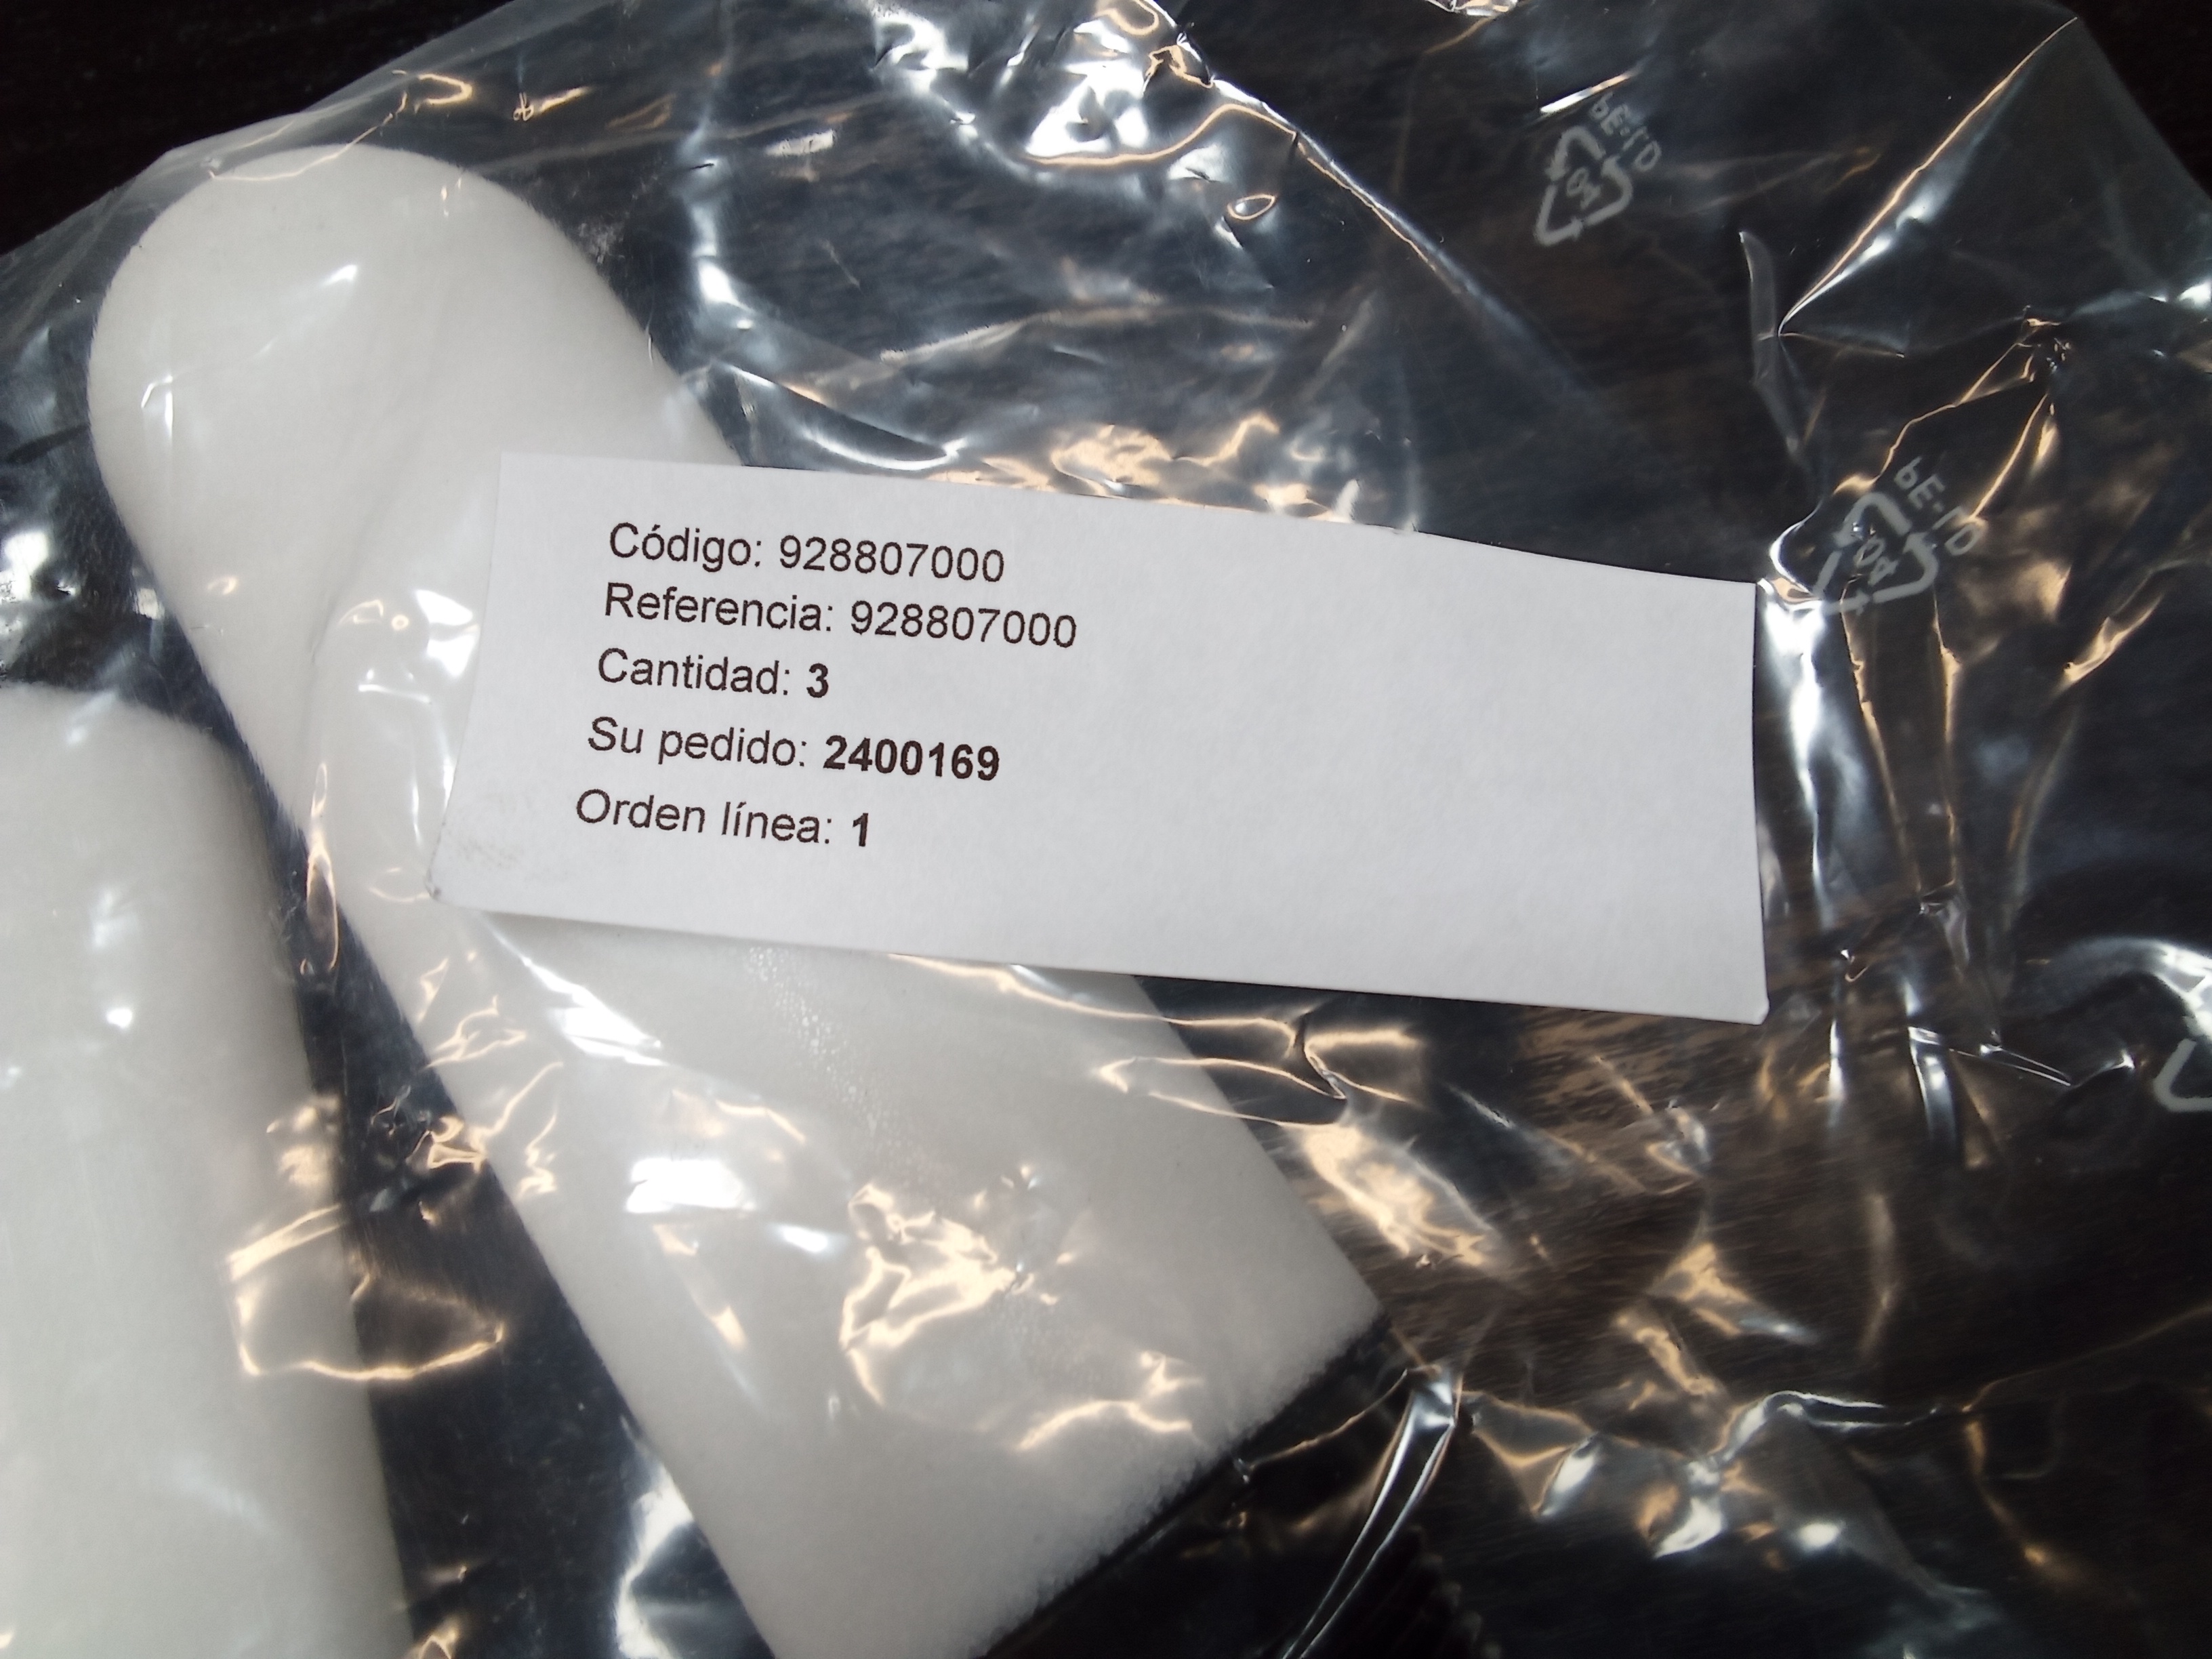 Código: 928807000
Referencia: 928807000
Cantidad: 3
Su pedido: 2400169
Orden línea: 1